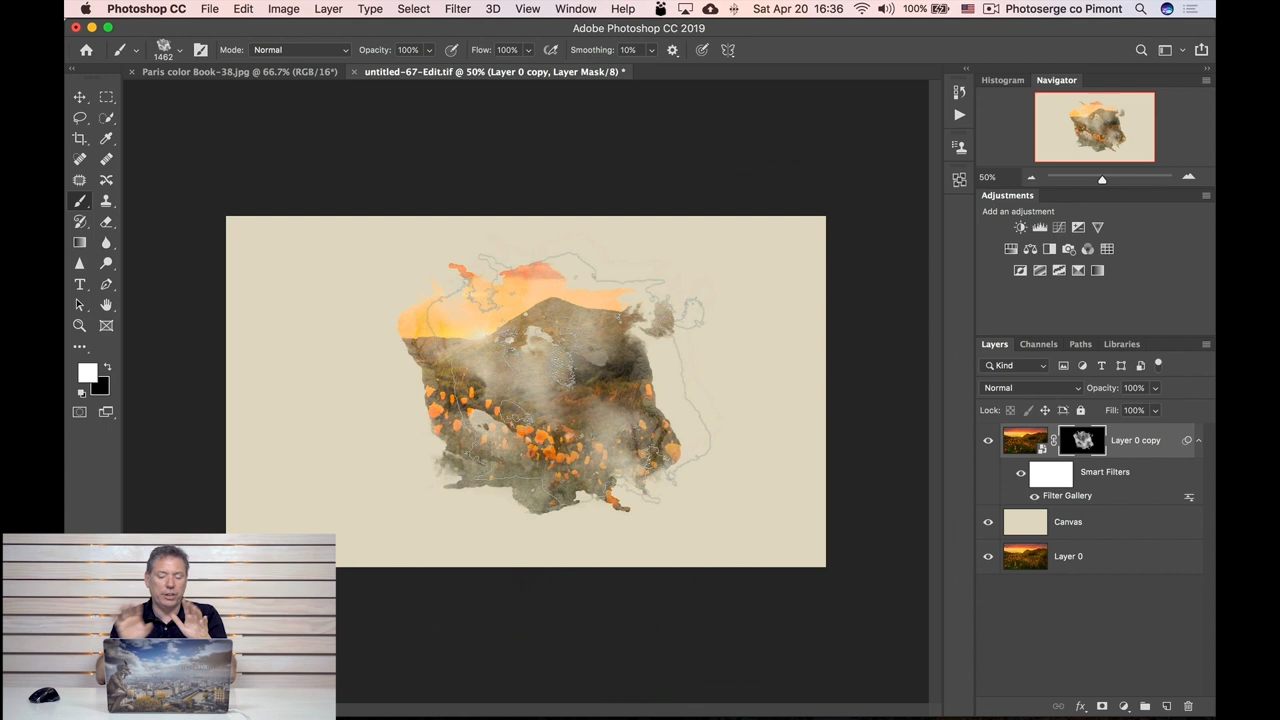 Photoshop CC File Edit Image Layer Type Select Filter 3D View Window Help Sat Apr 20 16:36 100% Photoserge co Pimont
Adobe Photoshop CC 2019
1462 Mode: Normal Opacity: 100% Flow: 100% Smoothing: 10%
Paris color Book-38.jpg @ 66.7% (RGB/16*) untitled-67-Edit.tif @ 50% (Layer 0 copy, Layer Mask/8) *
Histogram Navigator
50%
Adjustments
Add an adjustment
Layers Channels Paths Libraries
Kind
Normal Opacity: 100%
Lock: Fill: 100%
Layer 0 copy
Smart Filters
Filter Gallery
Canvas
Layer 0